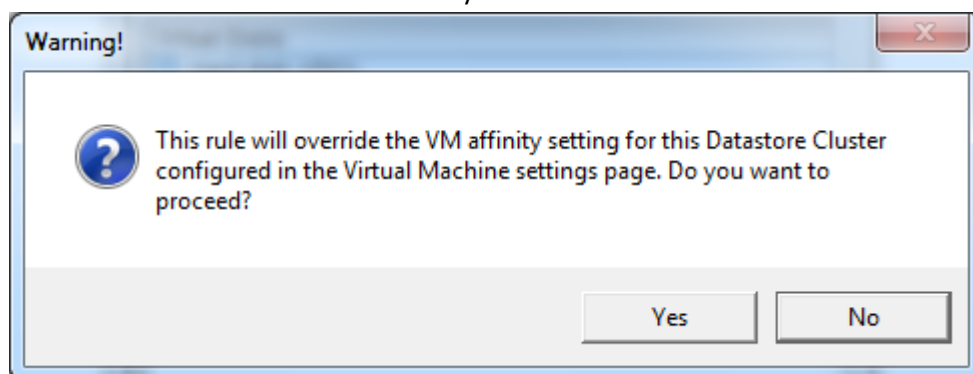 Warning!
This rule will override the VM affinity setting for this Datastore Cluster
configured in the Virtual Machine settings page. Do you want to
proceed?
Yes
No